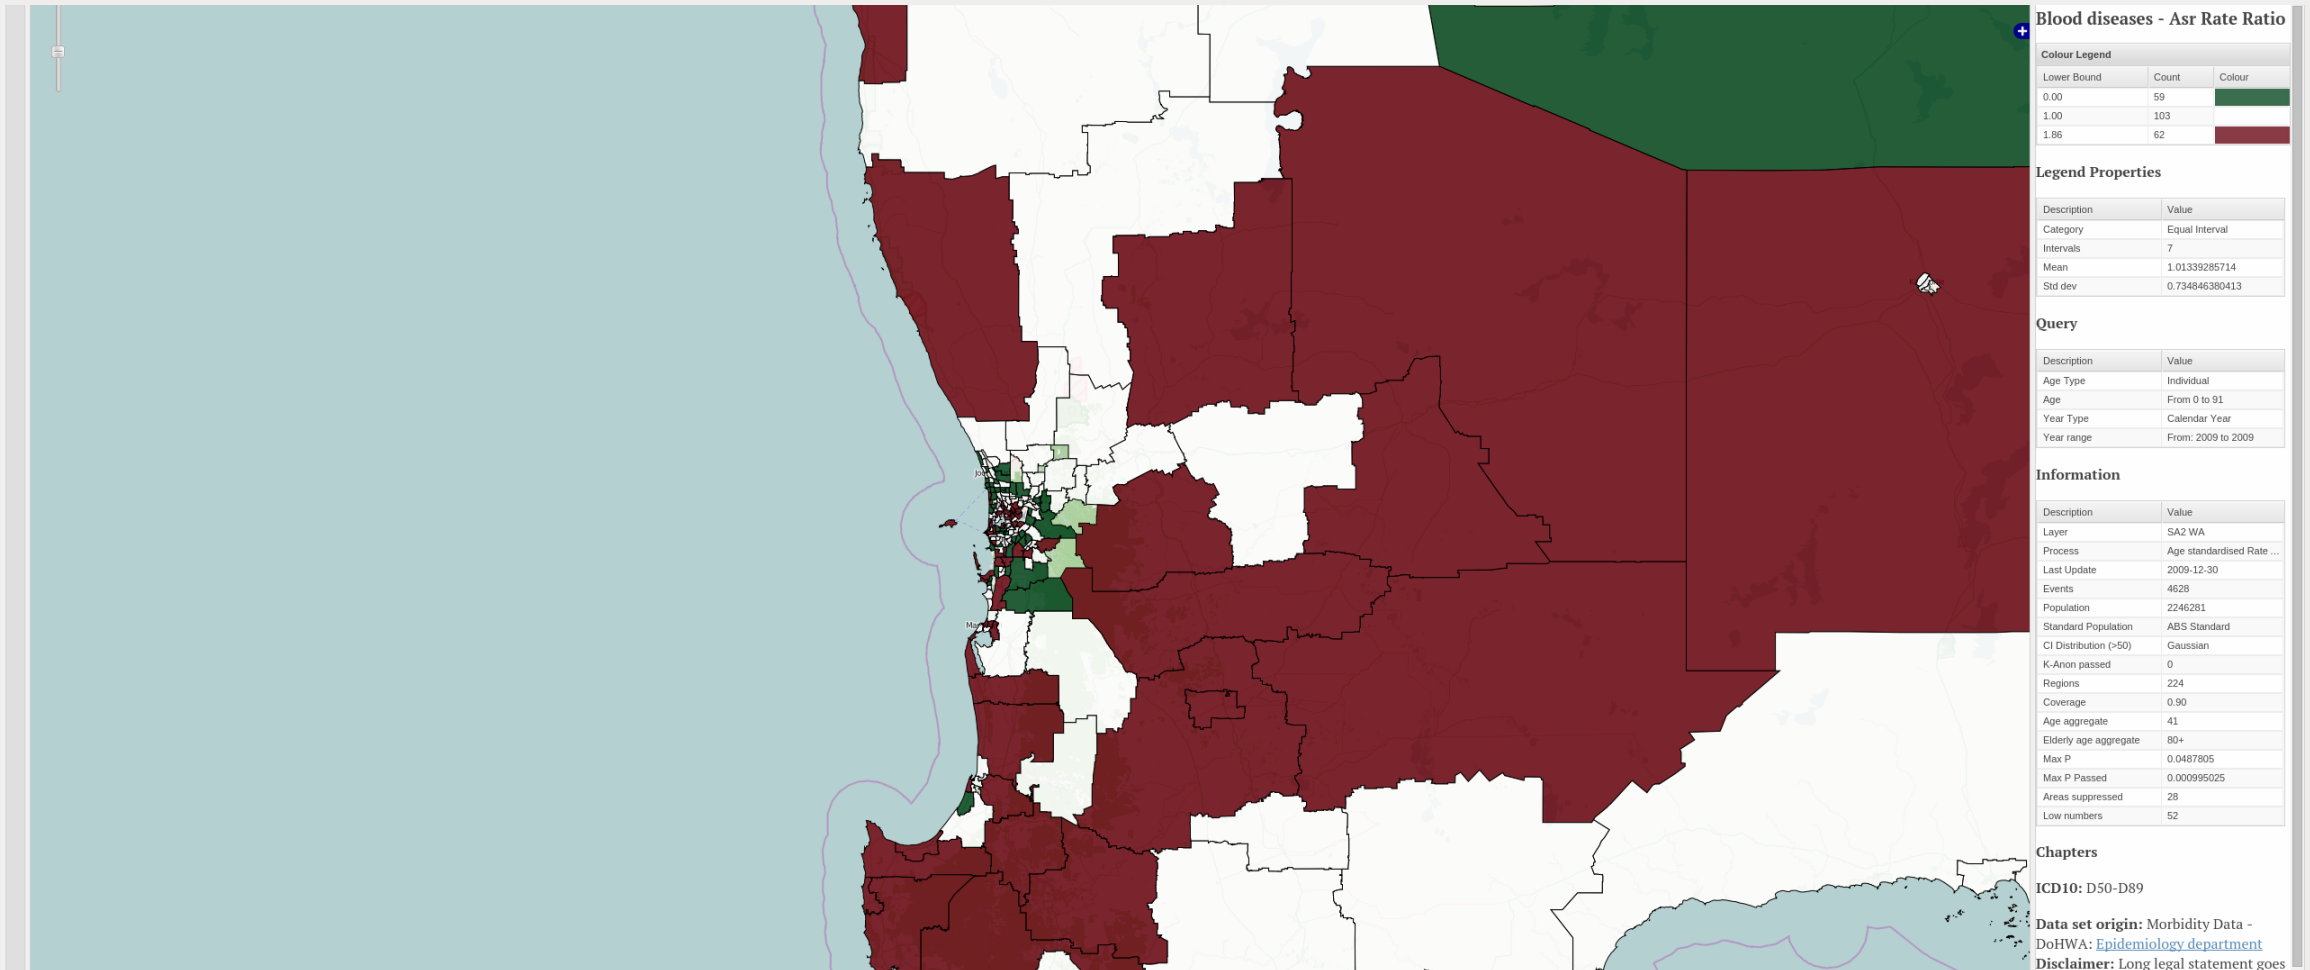 Blood diseases - Asr Rate Ratio
Colour Legend
Lower Bound Count Colour
0.00 59
1.00 103
1.86 62
Legend Properties
Description Value
Category Equal Interval
Intervals 7
Mean 1.01339285714
Std dev 0.734846380413
Query
Description Value
Age Type Individual
Age From 0 to 91
Year Type Calendar Year
Year range From: 2009 to 2009
Information
Description Value
Layer SA2 WA
Process Age standardised Rate ...
Last Update 2009-12-30
Events 4628
Population 2246281
Standard Population ABS Standard
CI Distribution (>50) Gaussian
K-Anon passed 0
Regions 224
Coverage 0.90
Age aggregate 41
Elderly age aggregate 80+
Max P 0.0487805
Max P Passed 0.000995025
Areas suppressed 28
Low numbers 52
Chapters
ICD10: D50-D89
Data set origin: Morbidity Data -
DoHWA: Epidemiology department
Disclaimer: Long legal statement goes